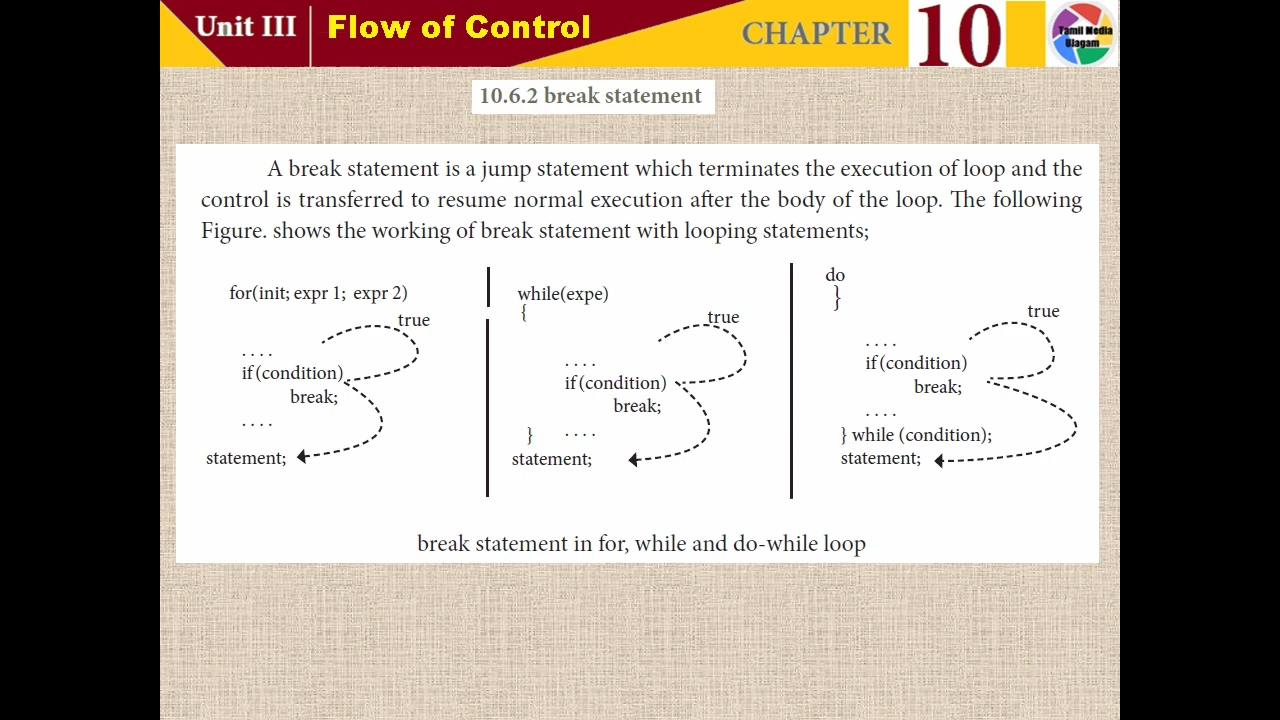 Unit III
Flow of Control
CHAPTER
10
Tamil Media
Ulagam
10.6.2 break statement
A break statement is a jump statement which terminates the execution of loop and the
control is transferred to resume normal execution after the body of the loop. The following
Figure. shows the working of break statement with looping statements;
for(init; expr 1; expr 2)
true
. . . .
if (condition)
break;
. . . .
statement;
while(expe)
{
true
. . .
if (condition)
break;
} . . . .
statement;
do
}
true
. . . .
if (condition)
break;
. . . .
} while (condition);
statement;
break statement in for, while and do-while loop